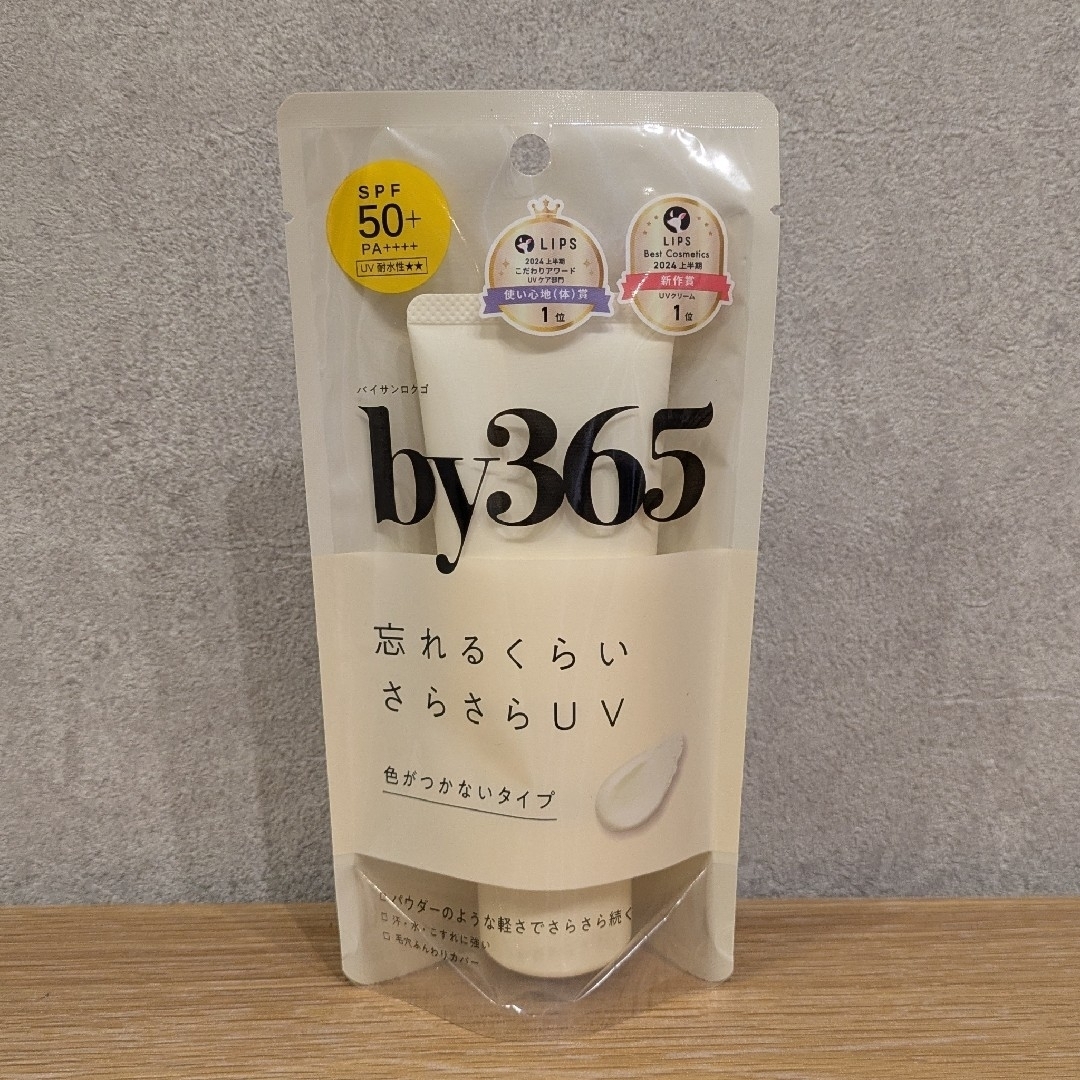 SPF
50+
PA++++
UV 耐水性★★
LIPS
2024 上半期
こだわりアワード
UVケア部門
使い心地(体)賞
1位
LIPS
Best Cosmetics
2024 上半期
新作賞
UVクリーム
1位
バイサンロクゴ
by365
忘れるくらい
さらさらUV
色がつかないタイプ
□ パウダーのような軽さでさらさら続く
□ 汗・水・こすれに強い
□ 毛穴ふんわりカバー